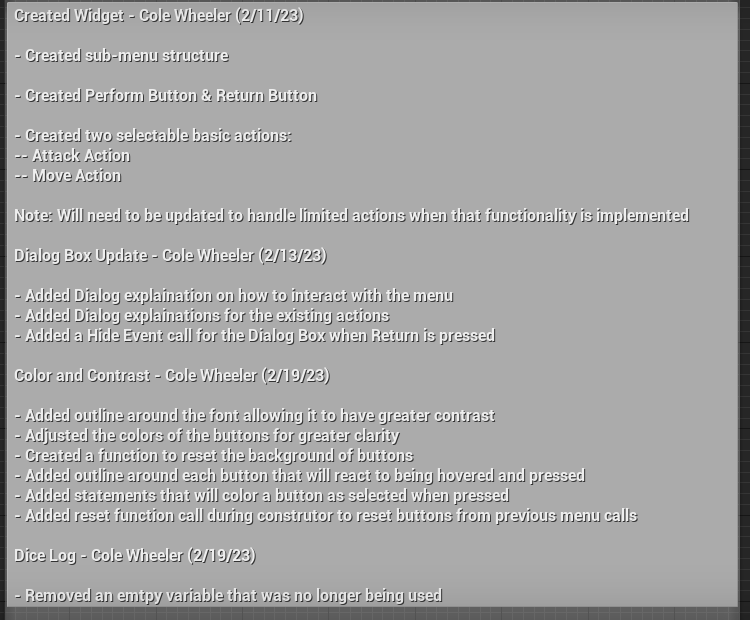 Created Widget - Cole Wheeler (2/11/23)
- Created sub-menu structure
- Created Perform Button & Return Button
- Created two selectable basic actions:
-- Attack Action
-- Move Action
Note: Will need to be updated to handle limited actions when that functionality is implemented
Dialog Box Update - Cole Wheeler (2/13/23)
- Added Dialog explaination on how to interact with the menu
- Added Dialog explainations for the existing actions
- Added a Hide Event call for the Dialog Box when Return is pressed
Color and Contrast - Cole Wheeler (2/19/23)
- Added outline around the font allowing it to have greater contrast
- Adjusted the colors of the buttons for greater clarity
- Created a function to reset the background of buttons
- Added outline around each button that will react to being hovered and pressed
- Added statements that will color a button as selected when pressed
- Added reset function call during construtor to reset buttons from previous menu calls
Dice Log - Cole Wheeler (2/19/23)
- Removed an emtpy variable that was no longer being used